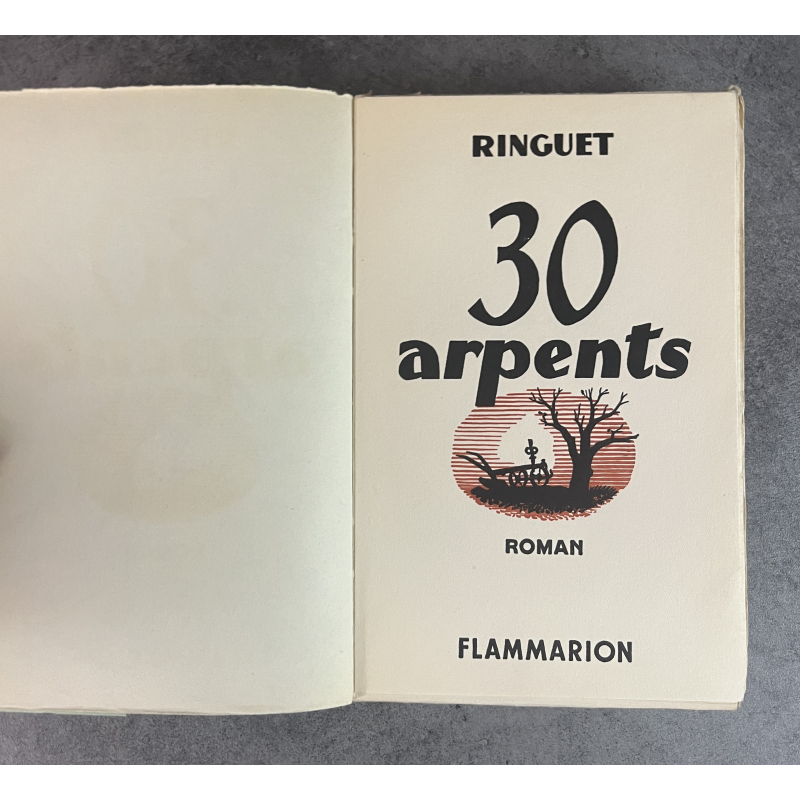 RINGUET
30
arpents
ROMAN
FLAMMARION